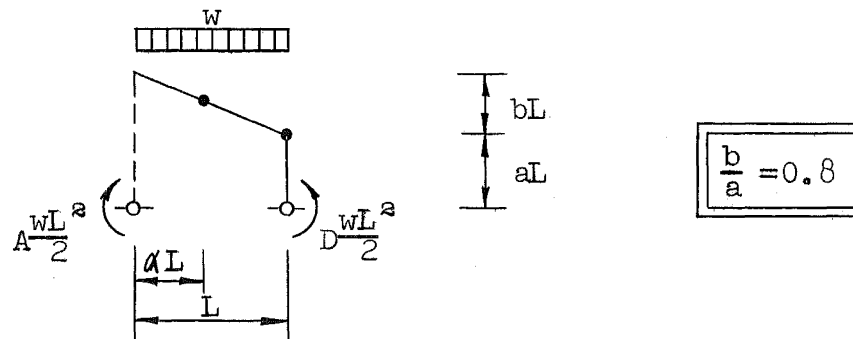 w
bL
aL
b/a = 0.8
A wL²/2
D wL²/2
αL
L